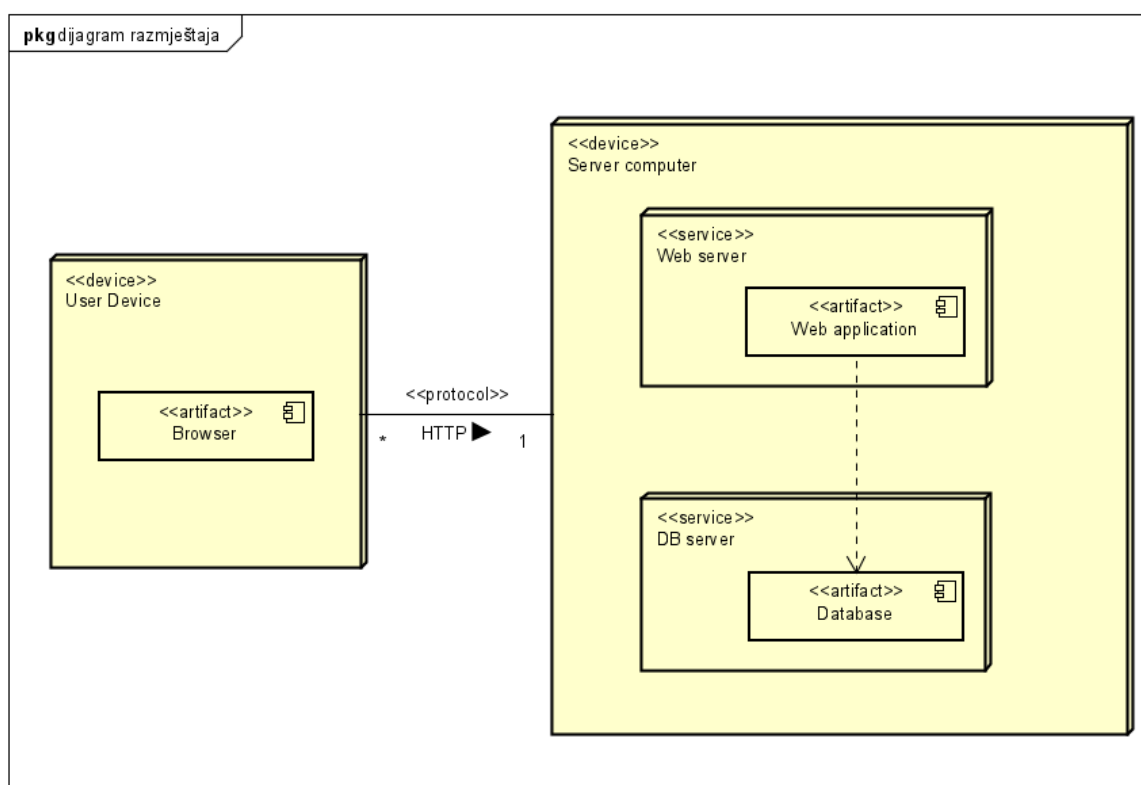 pkg dijagram razmještaja
<<device>>
User Device
<<artifact>>
Browser
<<protocol>>
HTTP ▶
*
1
<<device>>
Server computer
<<service>>
Web server
<<artifact>>
Web application
<<service>>
DB server
<<artifact>>
Database